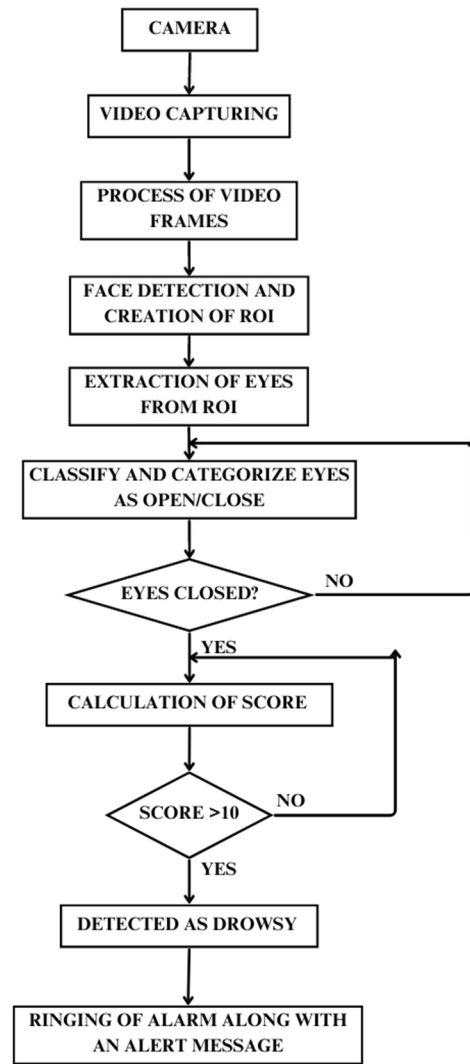 CAMERA
VIDEO CAPTURING
PROCESS OF VIDEO
FRAMES
FACE DETECTION AND
CREATION OF ROI
EXTRACTION OF EYES
FROM ROI
CLASSIFY AND CATEGORIZE EYES
AS OPEN/CLOSE
EYES CLOSED?
NO
YES
CALCULATION OF SCORE
SCORE >10
NO
YES
DETECTED AS DROWSY
RINGING OF ALARM ALONG WITH
AN ALERT MESSAGE